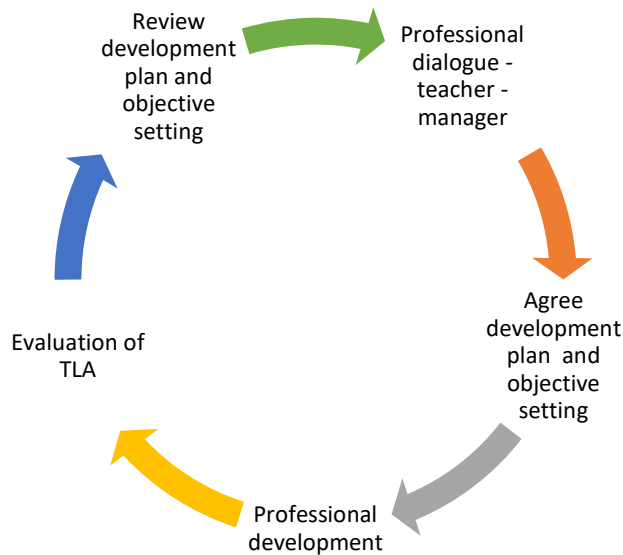 Review
development
plan and
objective
setting
Professional
dialogue -
teacher -
manager
Agree
development
plan and
objective
setting
Professional
development
Evaluation of
TLA